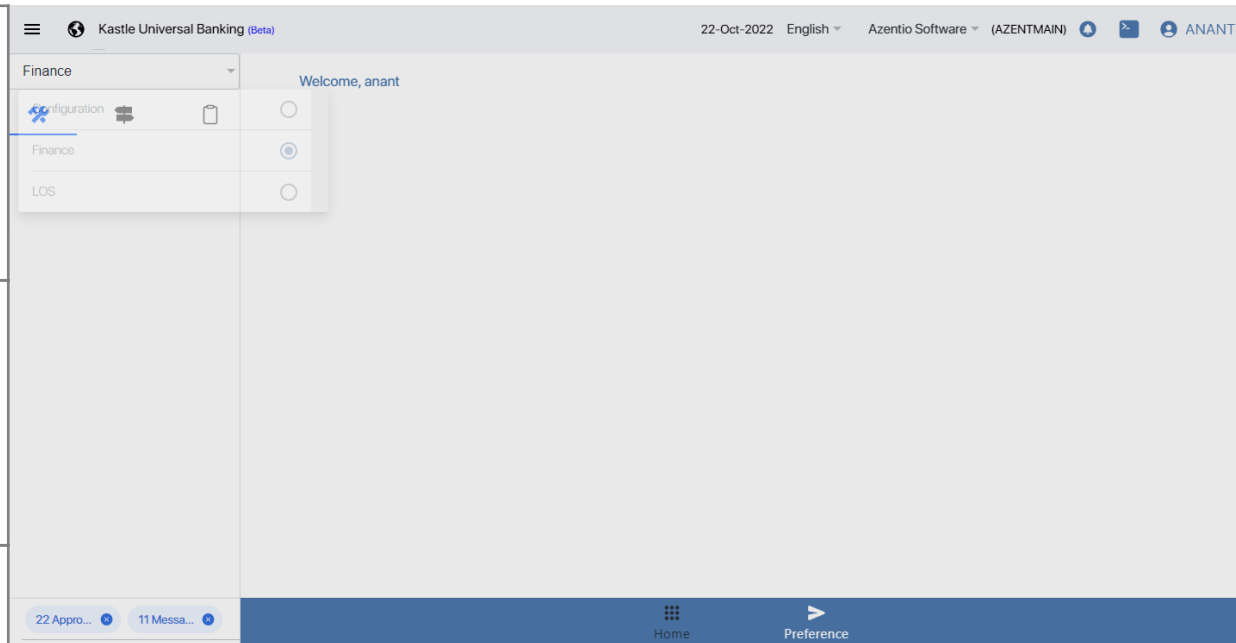 Kastle Universal Banking (Beta)
22-Oct-2022 English Azentio Software (AZENTMAIN) ANANT
Finance
Welcome, anant
Configuration
Finance
LOS
22 Appro... 11 Messa...
Home Preference